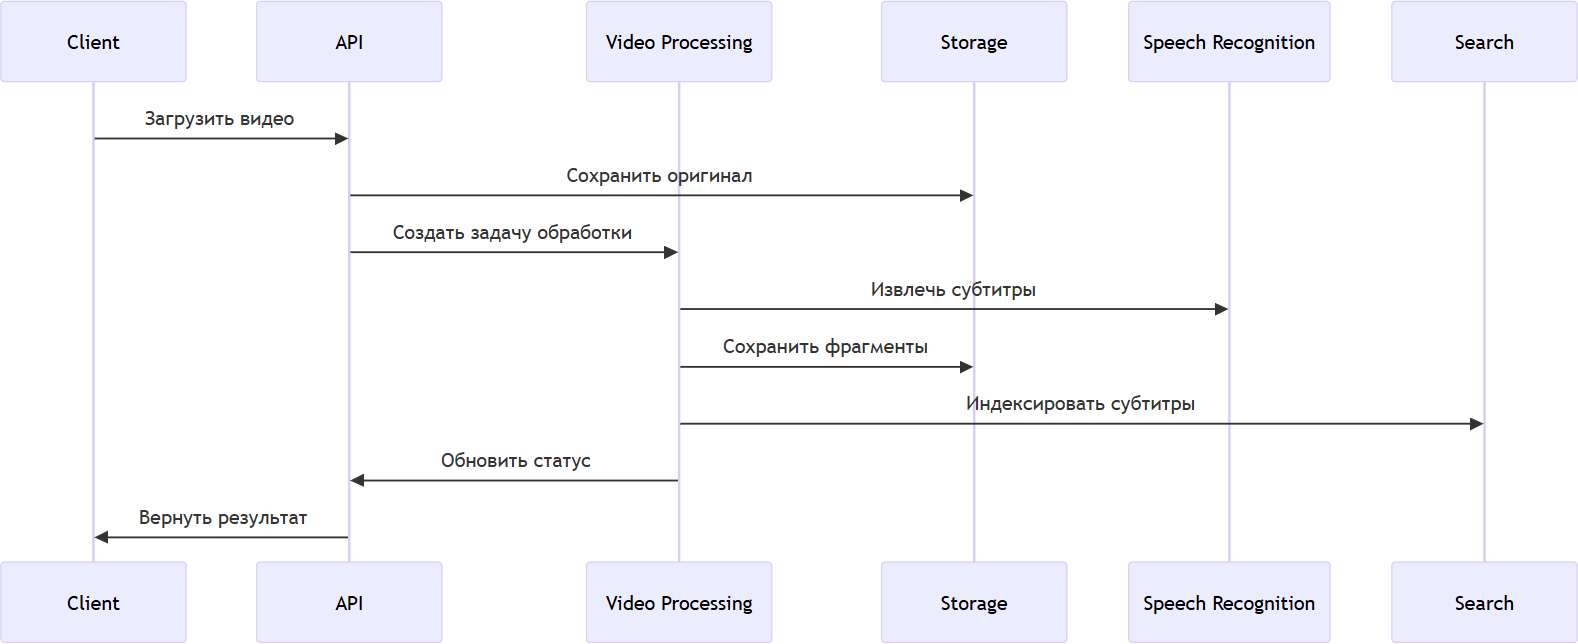 Client
API
Video Processing
Storage
Speech Recognition
Search
Загрузить видео
Сохранить оригинал
Создать задачу обработки
Извлечь субтитры
Сохранить фрагменты
Индексировать субтитры
Обновить статус
Вернуть результат
Client
API
Video Processing
Storage
Speech Recognition
Search